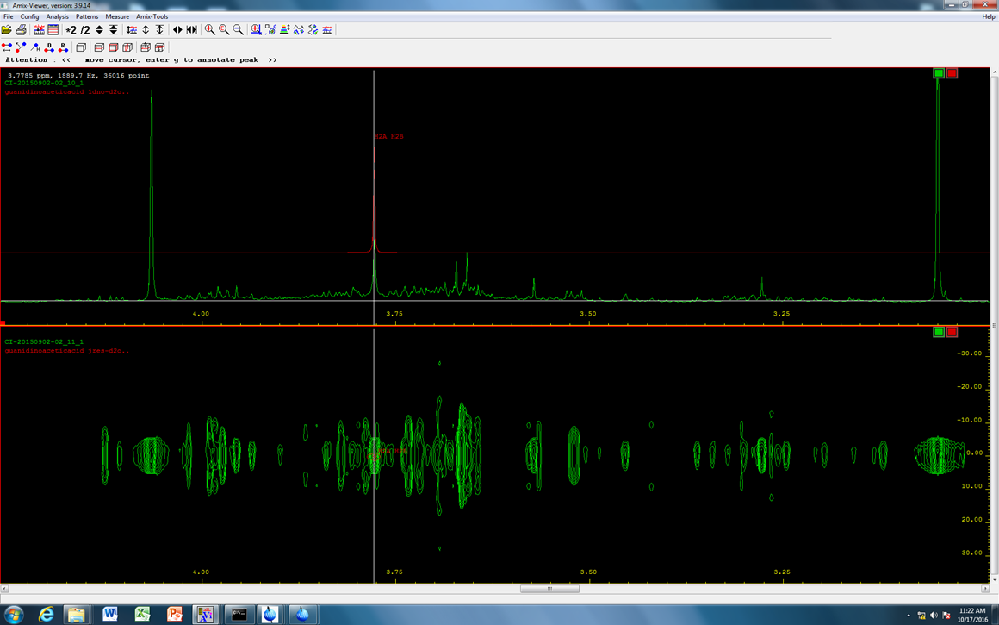 Amix-Viewer, version: 3.9.14
File Config Analysis Patterns Measure Amix-Tools Help
*2 /2
D R
Attention : << move cursor, enter g to annotate peak >>
3.7785 ppm, 1889.7 Hz, 36016 point
CI-20150902-02_10_1
guanidinoaceticacid 1dno-d2o..
H2A H2B
4.00 3.75 3.50 3.25
CI-20150902-02_11_1
guanidinoaceticacid jres-d2o..
-30.00
-20.00
-10.00
0.00
10.00
20.00
30.00
4.00 3.75 3.50 3.25
11:22 AM
10/17/2016